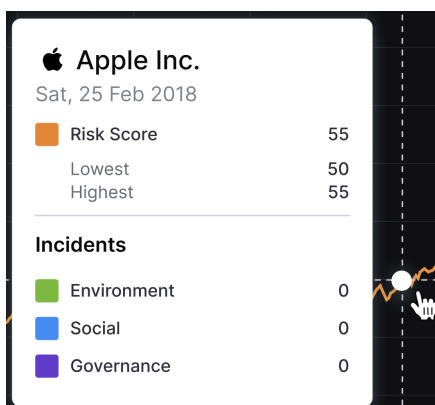 Apple Inc.
Sat, 25 Feb 2018
Risk Score 55
Lowest 50
Highest 55
Incidents
Environment 0
Social 0
Governance 0